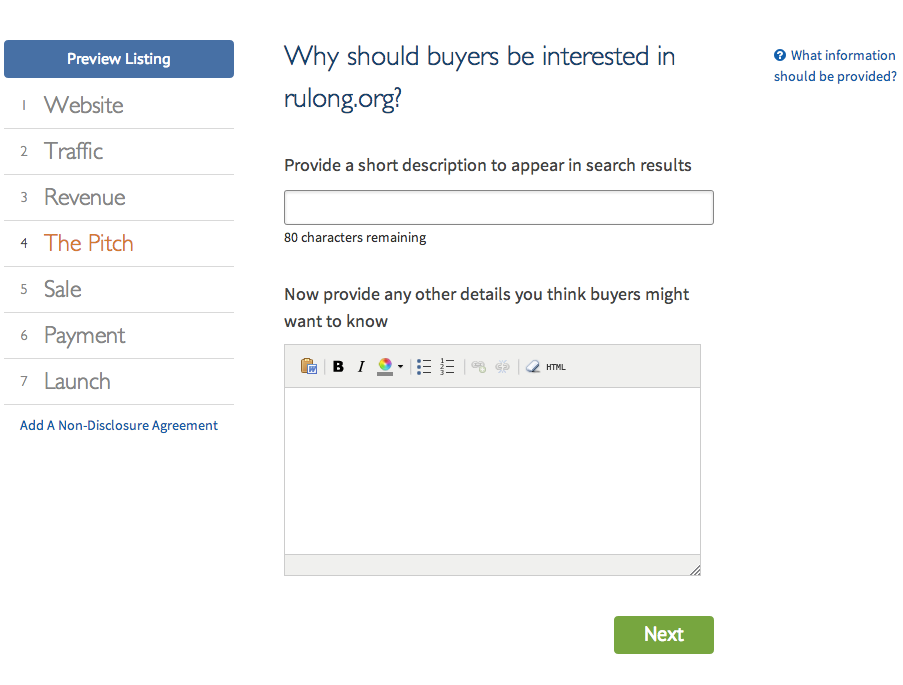 Preview Listing
1 Website
2 Traffic
3 Revenue
4 The Pitch
5 Sale
6 Payment
7 Launch
Add A Non-Disclosure Agreement
Why should buyers be interested in
rulong.org?
Provide a short description to appear in search results
80 characters remaining
Now provide any other details you think buyers might
want to know
B I HTML
Next
? What information
should be provided?